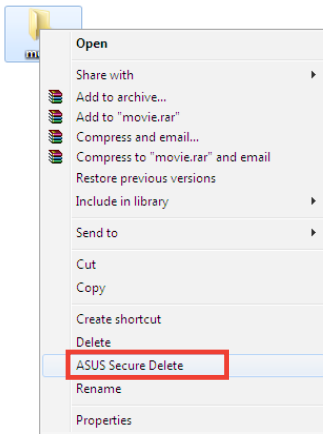 Open
Share with
Add to archive...
Add to "movie.rar"
Compress and email...
Compress to "movie.rar" and email
Restore previous versions
Include in library
Send to
Cut
Copy
Create shortcut
Delete
ASUS Secure Delete
Rename
Properties